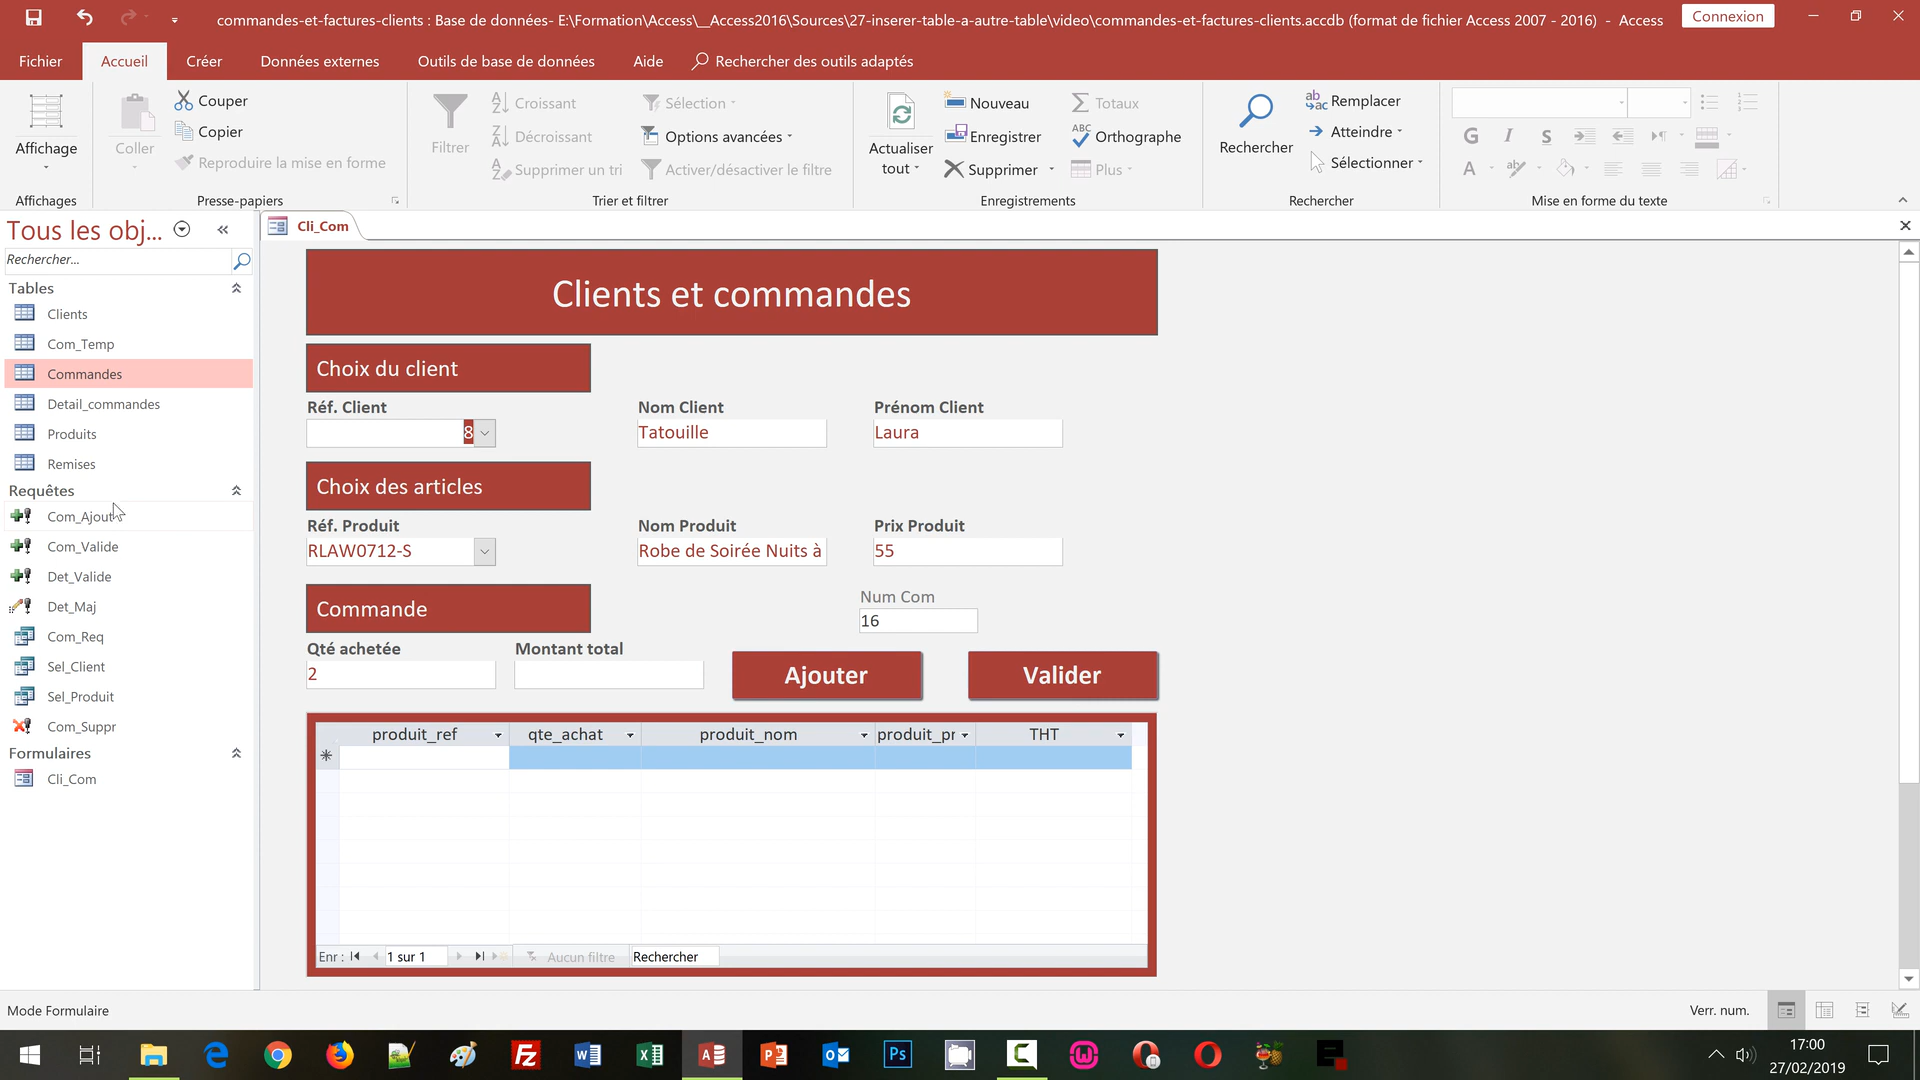 commandes-et-factures-clients : Base de données- E:\Formation\Access\__Access2016\Sources\27-inserer-table-a-autre-table\video\commandes-et-factures-clients.accdb (format de fichier Access 2007 - 2016) - Access
Connexion
Fichier
Accueil
Créer
Données externes
Outils de base de données
Aide
Rechercher des outils adaptés
Affichage
Affichages
Coller
Couper
Copier
Reproduire la mise en forme
Presse-papiers
Filtrer
Croissant
Décroissant
Supprimer un tri
Sélection
Options avancées
Activer/désactiver le filtre
Trier et filtrer
Actualiser
tout
Nouveau
Enregistrer
Supprimer
Totaux
Orthographe
Plus
Enregistrements
Rechercher
Remplacer
Atteindre
Sélectionner
Rechercher
G I S
A
Mise en forme du texte
Tous les obj...
Rechercher...
Tables
Clients
Com_Temp
Commandes
Detail_commandes
Produits
Remises
Requêtes
Com_Ajout
Com_Valide
Det_Valide
Det_Maj
Com_Req
Sel_Client
Sel_Produit
Com_Suppr
Formulaires
Cli_Com
Cli_Com
Clients et commandes
Choix du client
Réf. Client
Nom Client
Prénom Client
8
Tatouille
Laura
Choix des articles
Réf. Produit
Nom Produit
Prix Produit
RLAW0712-S
Robe de Soirée Nuits à
55
Commande
Num Com
16
Qté achetée
Montant total
2
Ajouter
Valider
produit_ref
qte_achat
produit_nom
produit_pr
THT
Enr :
1 sur 1
Aucun filtre
Rechercher
Mode Formulaire
Verr. num.
17:00
27/02/2019